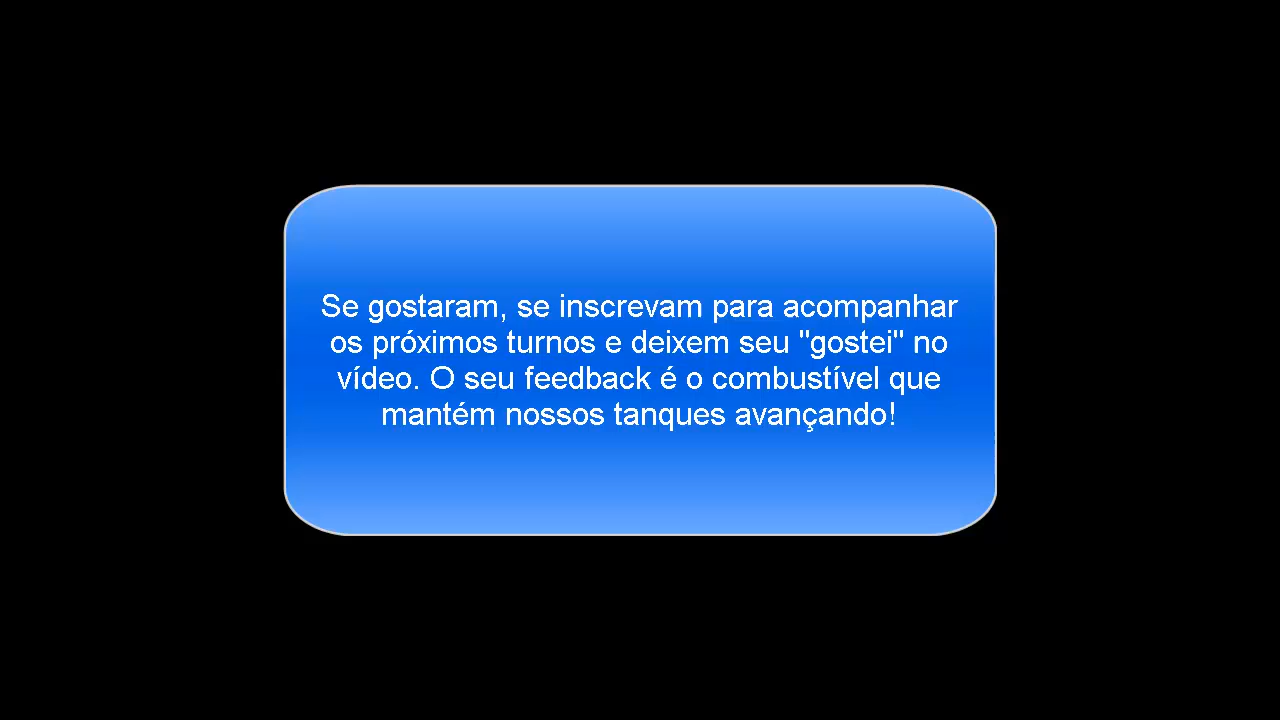 Se gostaram, se inscrevam para acompanhar
os próximos turnos e deixem seu "gostei" no
vídeo. O seu feedback é o combustível que
mantém nossos tanques avançando!